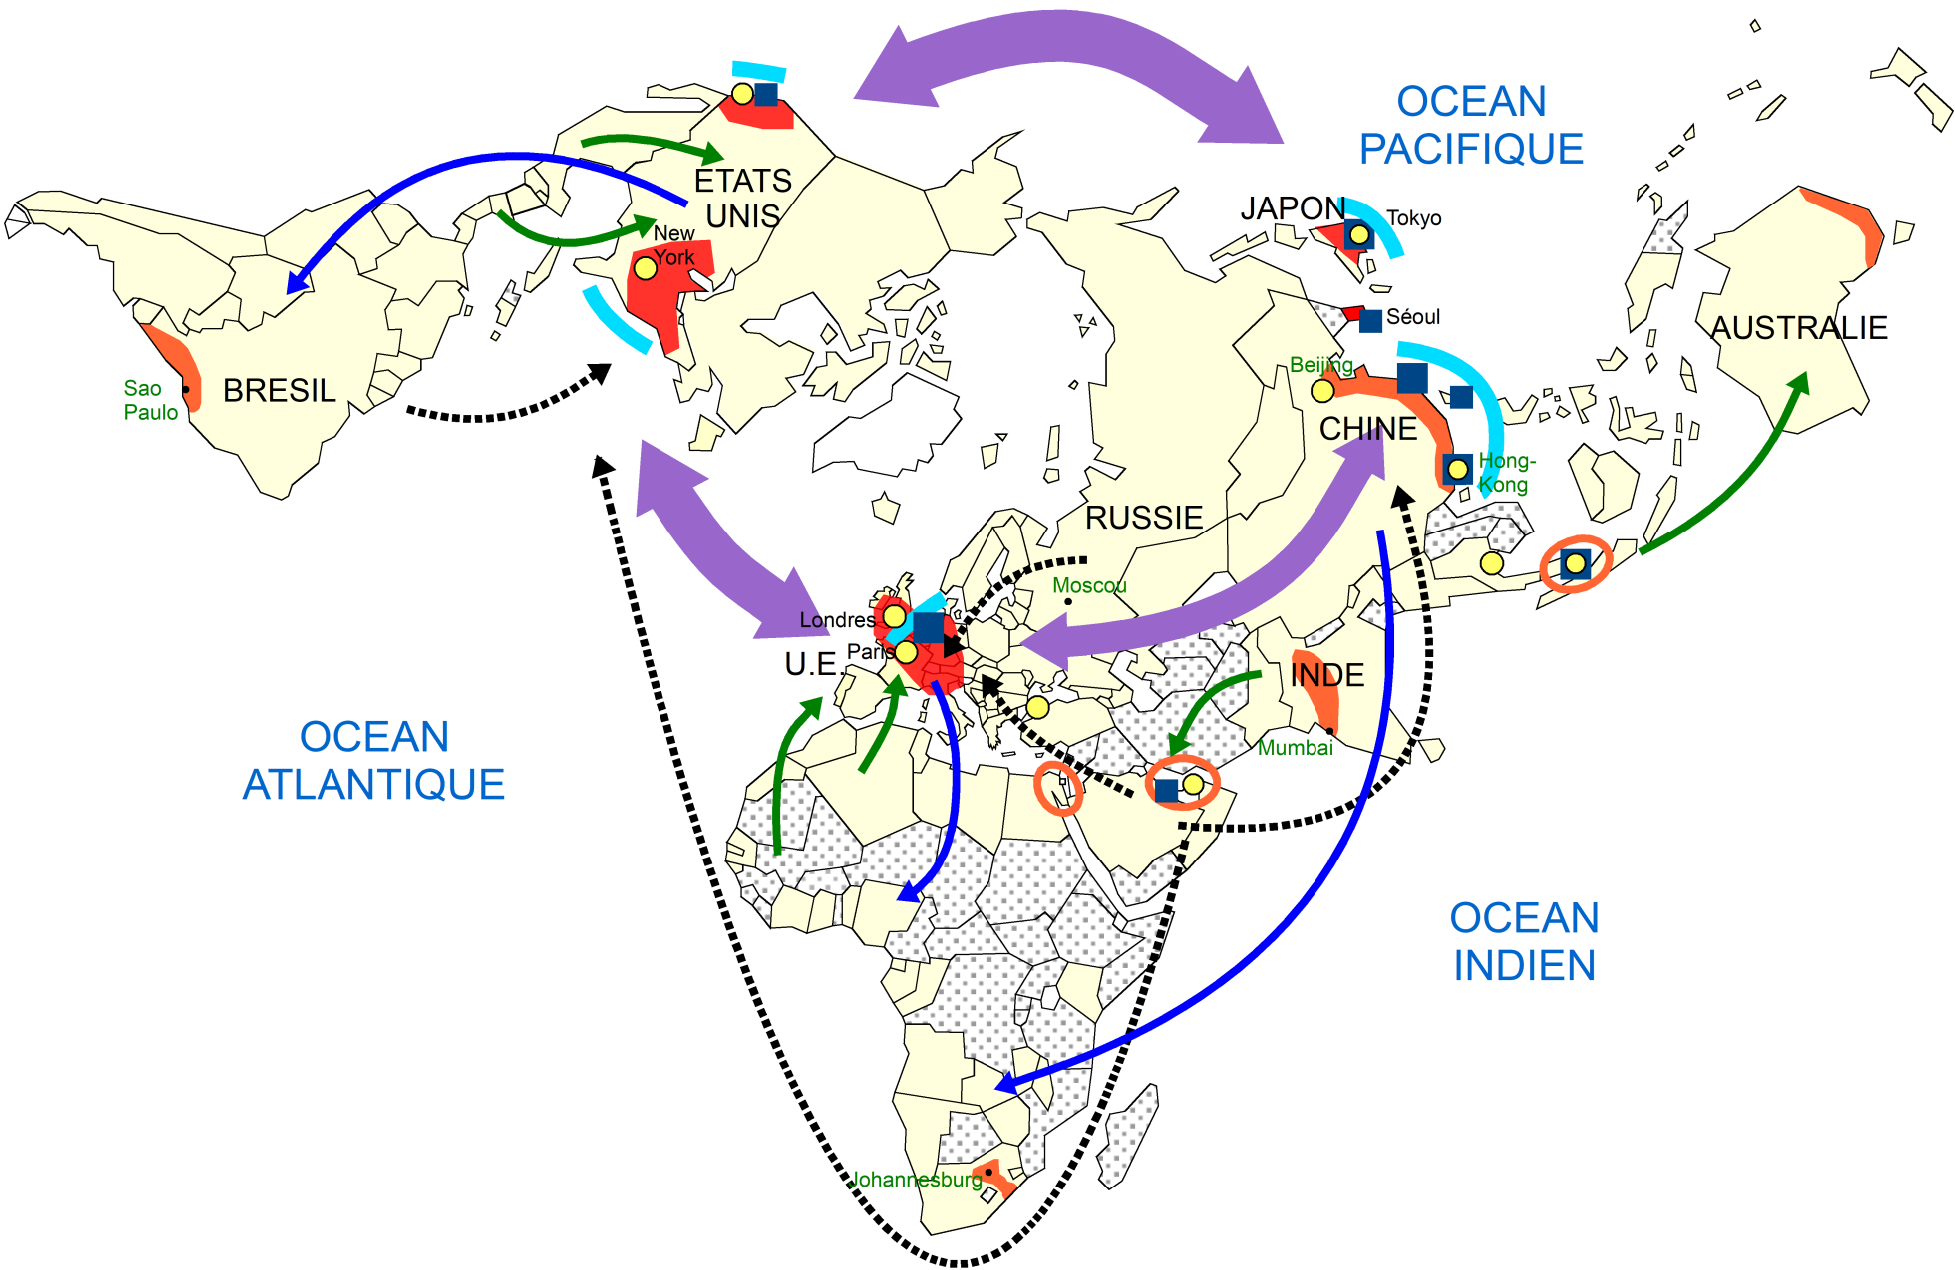 OCEAN
PACIFIQUE
ETATS
UNIS
JAPON
Tokyo
New
York
Séoul
AUSTRALIE
Beijing
Sao
Paulo
BRESIL
CHINE
Hong-
Kong
RUSSIE
Moscou
Londres
Paris
U.E.
INDE
Mumbai
OCEAN
ATLANTIQUE
OCEAN
INDIEN
Johannesburg